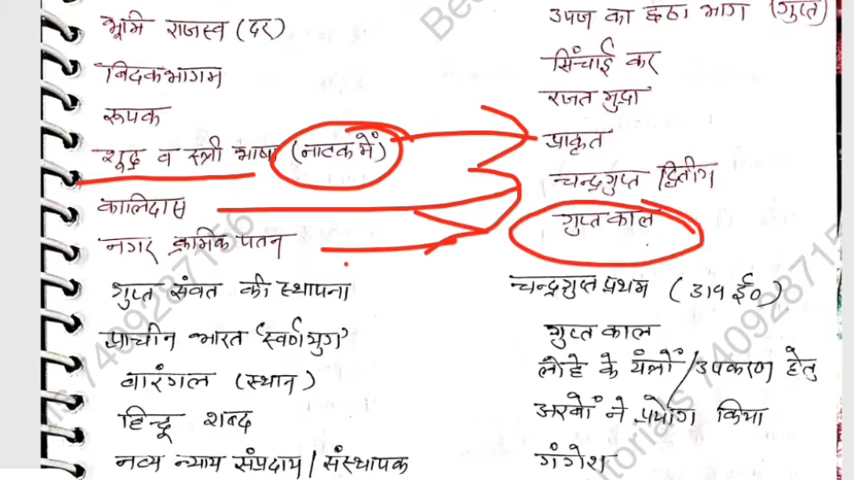 भूमि राजस्व (दर) उपज का छठा भाग (गुप्त)
विदकभागम सिंचाई कर
रूपक रजत मुद्रा
शूद्र व स्त्री भाषा (नाटक में) प्राकृत
कालिदास चन्द्रगुप्त द्वितीय
नगर क्रमिक पतन गुप्तकाल
गुप्त संवत की स्थापना चन्द्रगुप्त प्रथम (319 ई०)
प्राचीन भारत 'स्वर्णयुग' गुप्त काल
वारंगल (स्थान) लोहे के यंत्रों/उपकरण हेतु
हिन्दू शब्द अरबों ने प्रयोग किया
नव्य न्याय संप्रदाय/संस्थापक गंगेश
7409287156